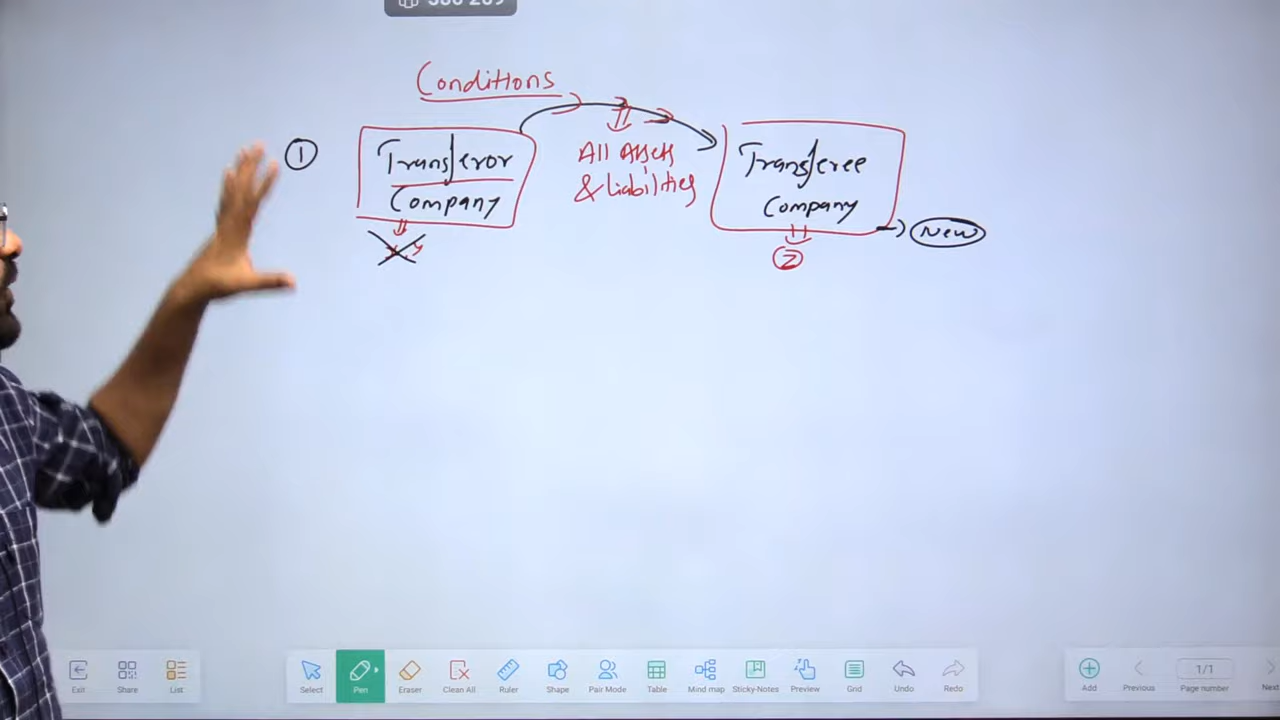 Conditions
①
Transferor
Company
All Assets
& Liabilities
Transferee
Company
New
②
Exit
Share
List
Select
Pen
Eraser
Clean All
Ruler
Shape
Pair Mode
Table
Mind map
Sticky-Notes
Preview
Grid
Undo
Redo
Add
Previous
1/1
Page number
Next